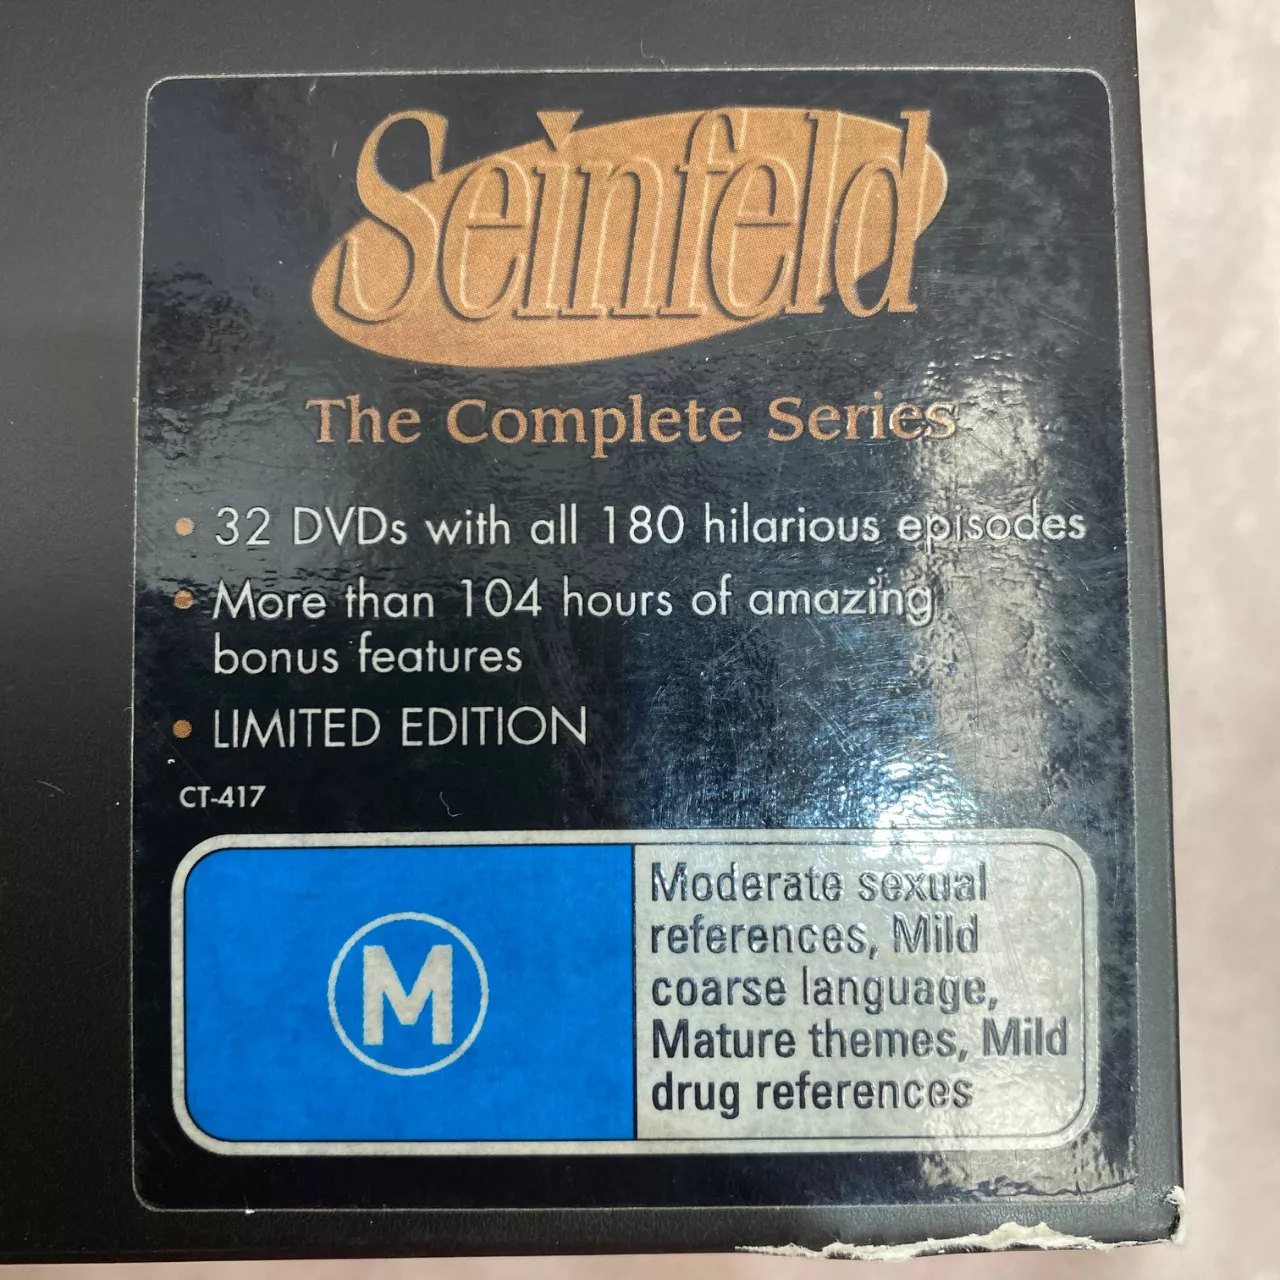 Seinfeld
The Complete Series
• 32 DVDs with all 180 hilarious episodes
• More than 104 hours of amazing
bonus features
• LIMITED EDITION
CT-417
M
Moderate sexual
references, Mild
coarse language,
Mature themes, Mild
drug references